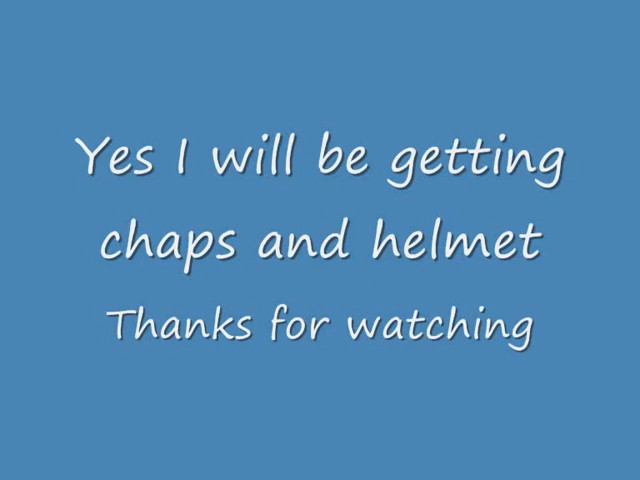 Yes I will be getting
chaps and helmet
Thanks for watching